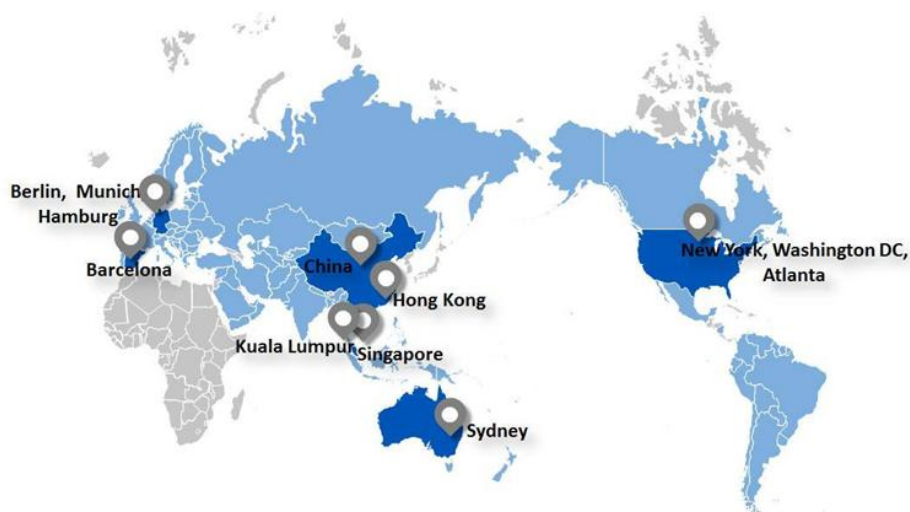 Berlin, Munich
Hamburg
Barcelona
China
Hong Kong
Kuala Lumpur
Singapore
Sydney
New York, Washington DC,
Atlanta